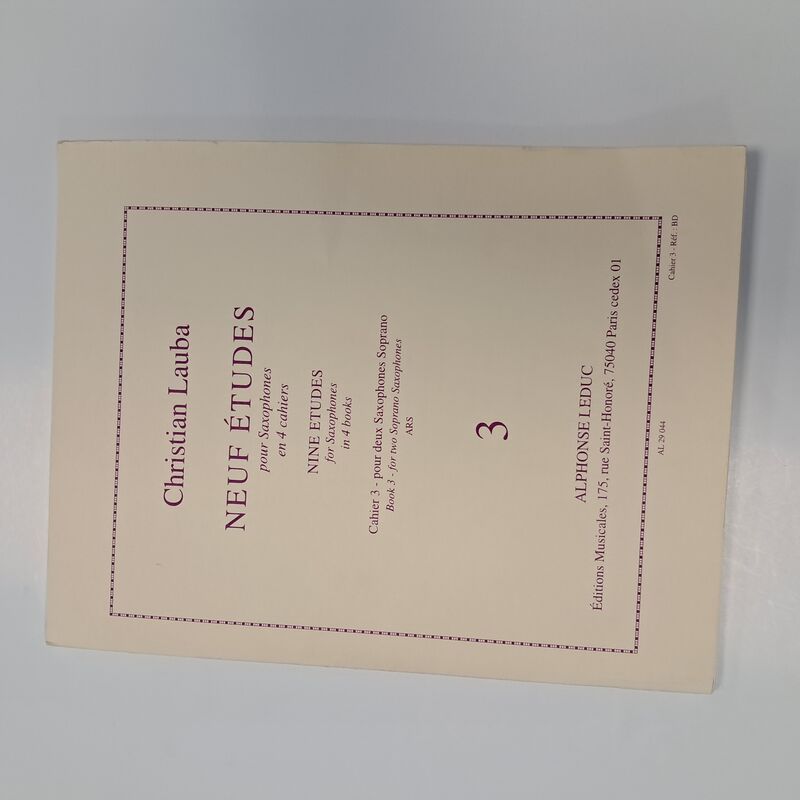 Christian Lauba
NEUF ÉTUDES
pour Saxophones
en 4 cahiers
NINE ETUDES
for Saxophones
in 4 books
Cahier 3 - pour deux Saxophones Soprano
Book 3 - for two Soprano Saxophones
ARS
3
ALPHONSE LEDUC
Éditions Musicales, 175, rue Saint-Honoré, 75040 Paris cedex 01
AL 29 044
Cahier 3 - Réf. : BD